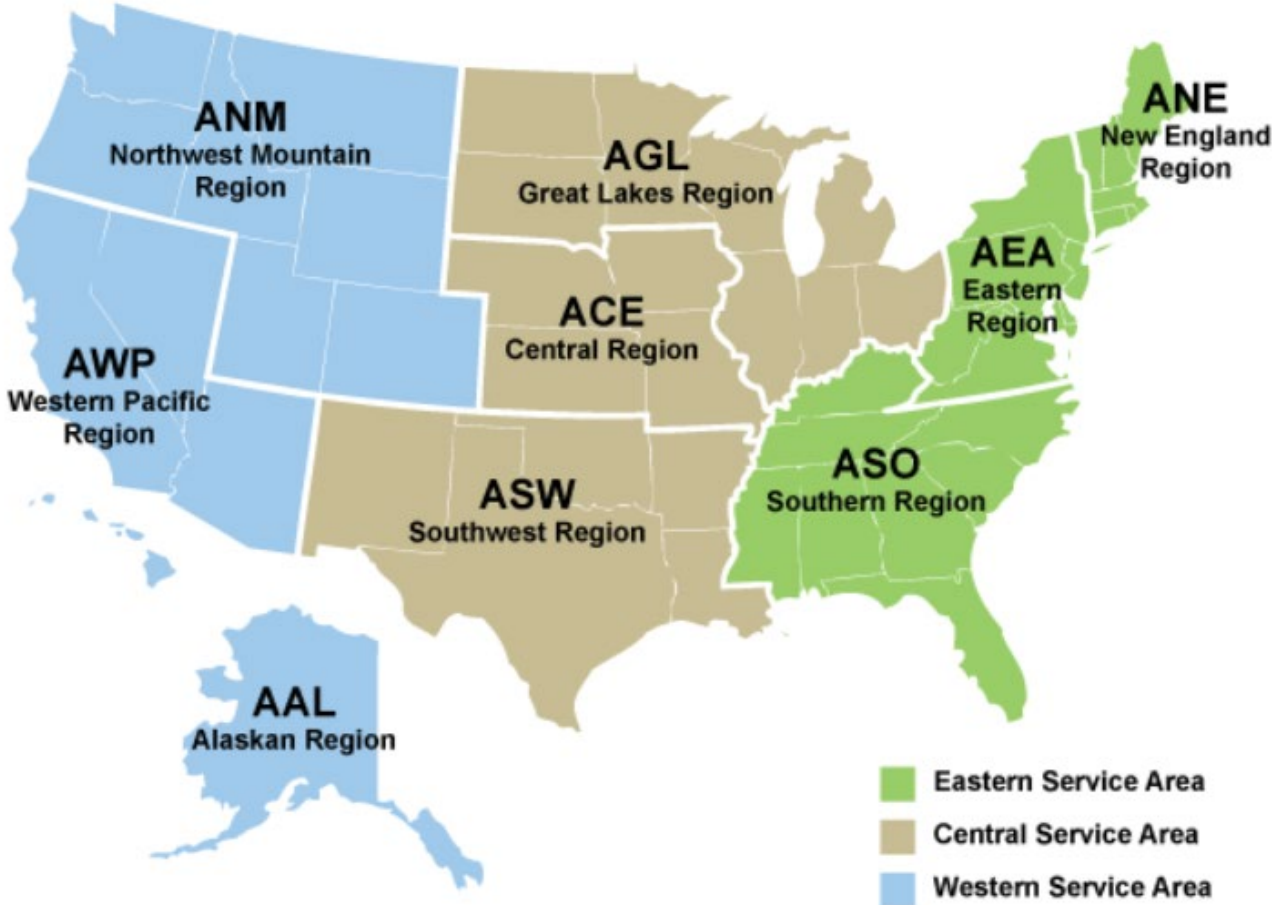 ANM
Northwest Mountain
Region
AGL
Great Lakes Region
ANE
New England
Region
AEA
Eastern
Region
ACE
Central Region
AWP
Western Pacific
Region
ASW
Southwest Region
ASO
Southern Region
AAL
Alaskan Region
Eastern Service Area
Central Service Area
Western Service Area